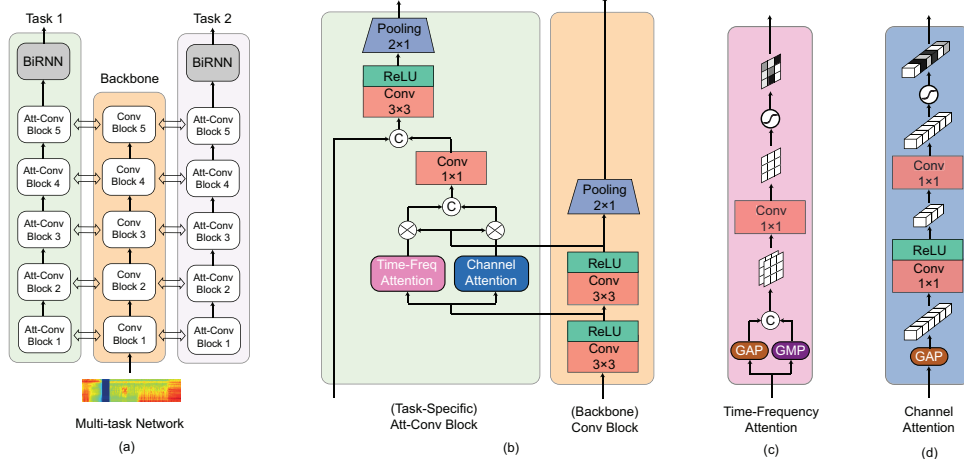 Task 1
Task 2
BiRNN
BiRNN
Backbone
Att-Conv
Block 5
Conv
Block 5
Att-Conv
Block 5
Att-Conv
Block 4
Conv
Block 4
Att-Conv
Block 4
Att-Conv
Block 3
Conv
Block 3
Att-Conv
Block 3
Att-Conv
Block 2
Conv
Block 2
Att-Conv
Block 2
Att-Conv
Block 1
Conv
Block 1
Att-Conv
Block 1
Multi-task Network
(a)
Pooling
2×1
ReLU
Conv
3×3
C
Conv
1×1
C
Time-Freq
Attention
Channel
Attention
Pooling
2×1
ReLU
Conv
3×3
ReLU
Conv
3×3
(Task-Specific)
Att-Conv Block
(b)
(Backbone)
Conv Block
Conv
1×1
C
GAP
GMP
Time-Frequency
Attention
(c)
Conv
1×1
ReLU
Conv
1×1
GAP
Channel
Attention
(d)